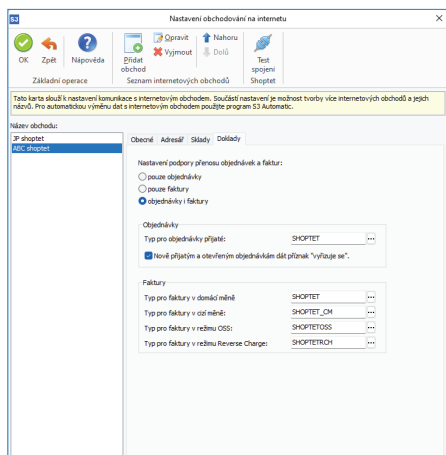 S3 Nastavení obchodování na internetu
OK Zpět Nápověda Přidat obchod Opravit Vyjmout Nahoru Dolů Test spojení
Základní operace Seznam internetových obchodů Shoptet
Tato karta slouží k nastavení komunikace s internetovým obchodem. Součástí nastavení je možnost tvorby více internetových obchodů a jejich
názvů. Pro automatickou výměnu dat s internetovým obchodem použijte program S3 Automatic.
Název obchodu:
JP shoptet
ABC shoptet
Obecné Adresář Sklady Doklady
Nastavení podpory přenosu objednávek a faktur:
pouze objednávky
pouze faktury
objednávky i faktury
Objednávky
Typ pro objednávky přijaté: SHOPTET ...
Nově přijatým a otevřeným objednávkám dát příznak "vyřizuje se".
Faktury
Typ pro faktury v domácí měně SHOPTET ...
Typ pro faktury v cizí měně: SHOPTET_CM ...
Typ pro faktury v režimu OSS: SHOPTETOSS ...
Typ pro faktury v režimu Reverse Charge: SHOPTETRCH ...